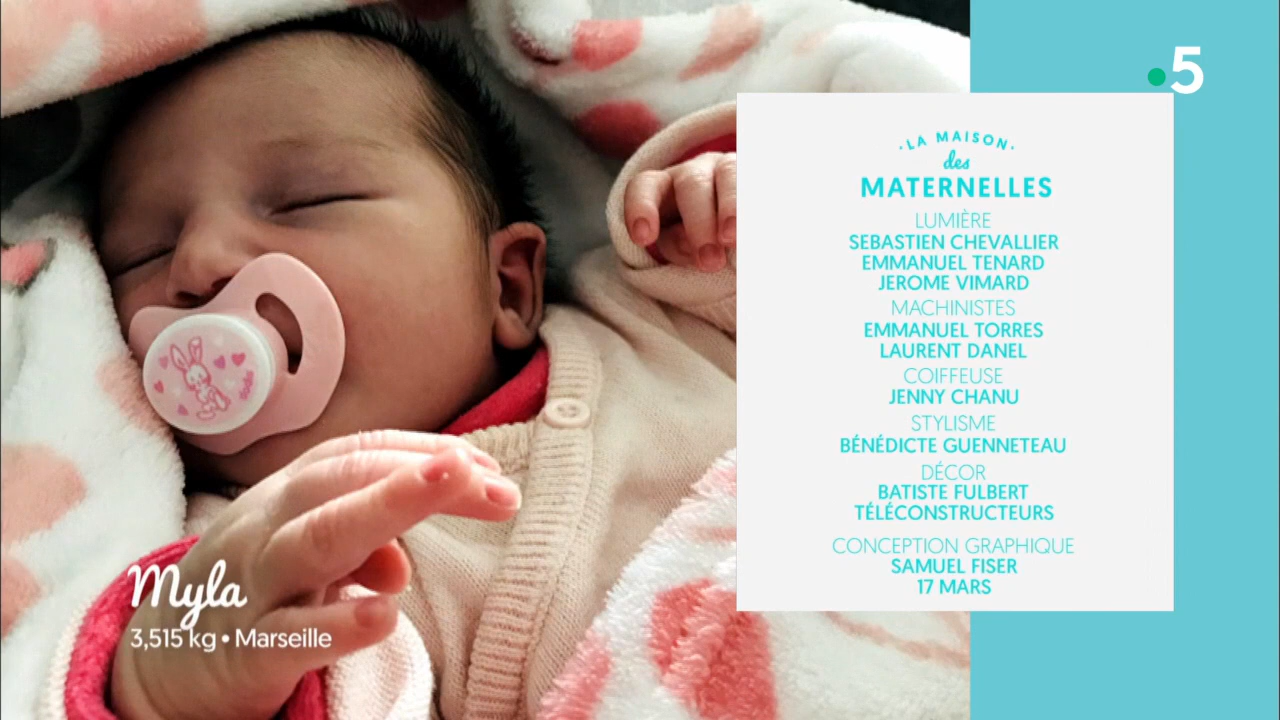 5
·LA MAISON·
des
MATERNELLES
LUMIÈRE
SEBASTIEN CHEVALLIER
EMMANUEL TENARD
JEROME VIMARD
MACHINISTES
EMMANUEL TORRES
LAURENT DANEL
COIFFEUSE
JENNY CHANU
STYLISME
BÉNÉDICTE GUENNETEAU
DÉCOR
BATISTE FULBERT
TÉLÉCONSTRUCTEURS
CONCEPTION GRAPHIQUE
SAMUEL FISER
17 MARS
Myla
3,515 kg • Marseille